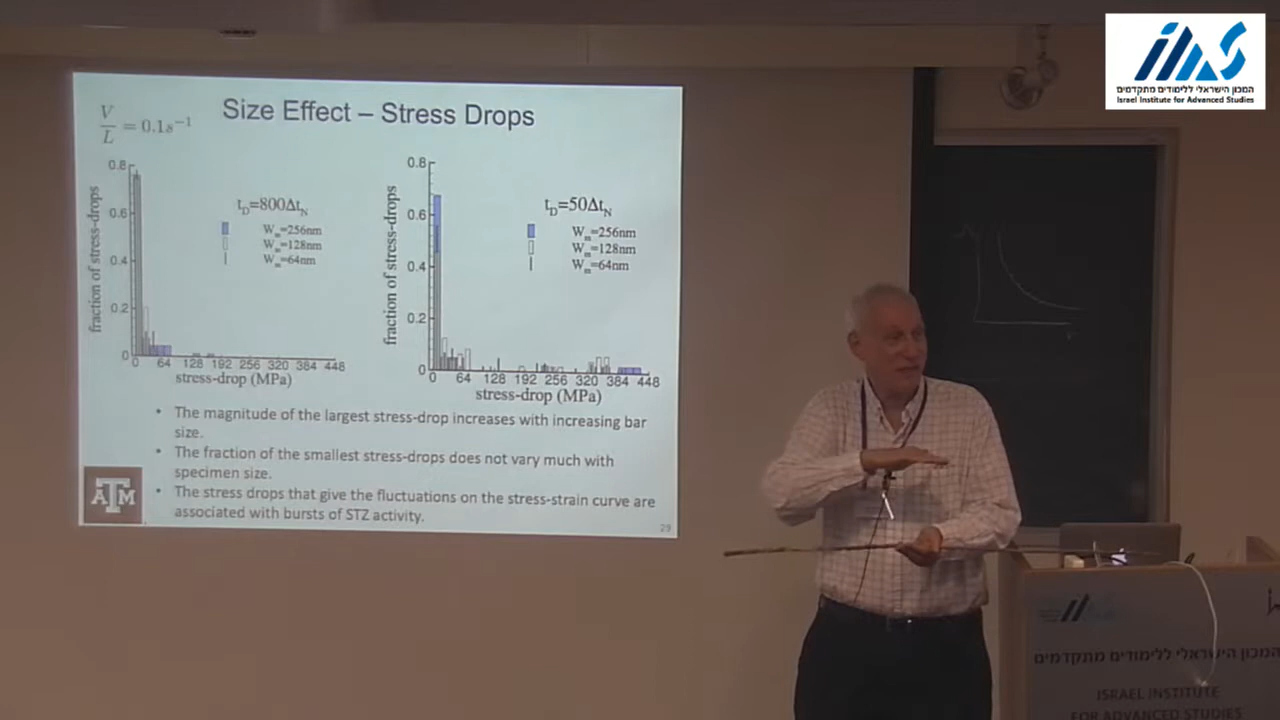 המכון הישראלי ללימודים מתקדמים
Israel Institute for Advanced Studies
V/L = 0.1s⁻¹
Size Effect – Stress Drops
fraction of stress-drops
0.8
0.6
0.4
0.2
0
t_D=800Δt_N
W_m=256nm
W_m=128nm
W_m=64nm
0 64 128 192 256 320 384 448
stress-drop (MPa)
fraction of stress-drops
0.8
0.6
0.4
0.2
0
t_D=50Δt_N
W_m=256nm
W_m=128nm
W_m=64nm
0 64 128 192 256 320 384 448
stress-drop (MPa)
• The magnitude of the largest stress-drop increases with increasing bar
size.
• The fraction of the smallest stress-drops does not vary much with
specimen size.
• The stress drops that give the fluctuations on the stress-strain curve are
associated with bursts of STZ activity.
ATM
29
המכון הישראלי ללימודים מתקדמים
ISRAEL INSTITUTE
FOR ADVANCED STUDIES